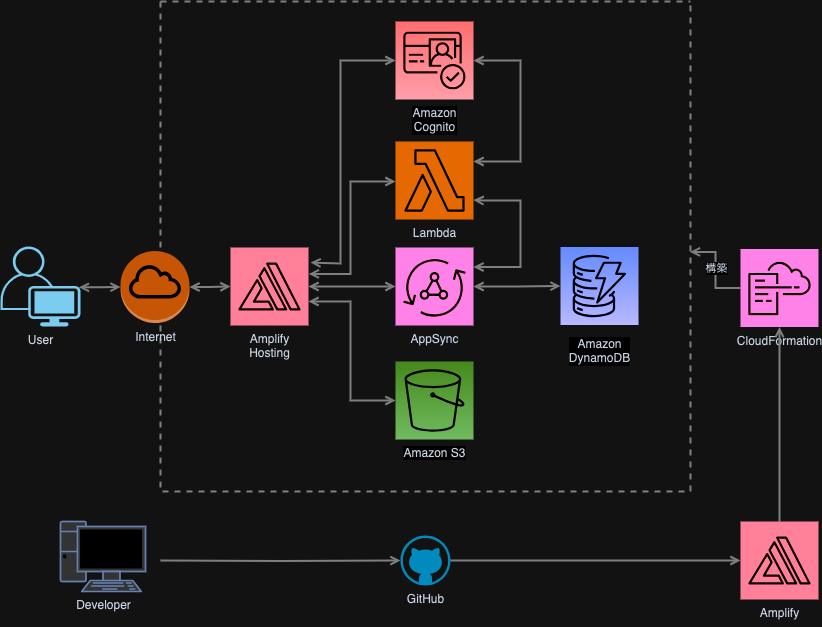 Amazon
Cognito
Lambda
構築
User
Internet
Amplify
Hosting
AppSync
Amazon
DynamoDB
CloudFormation
Amazon S3
Developer
GitHub
Amplify